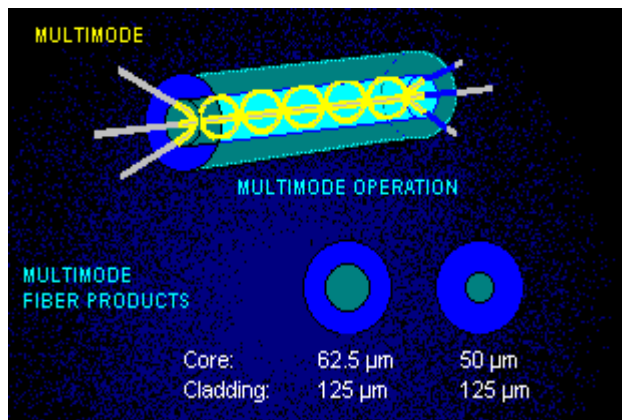 MULTIMODE
MULTIMODE OPERATION
MULTIMODE
FIBER PRODUCTS
Core: 62.5 µm 50 µm
Cladding: 125 µm 125 µm